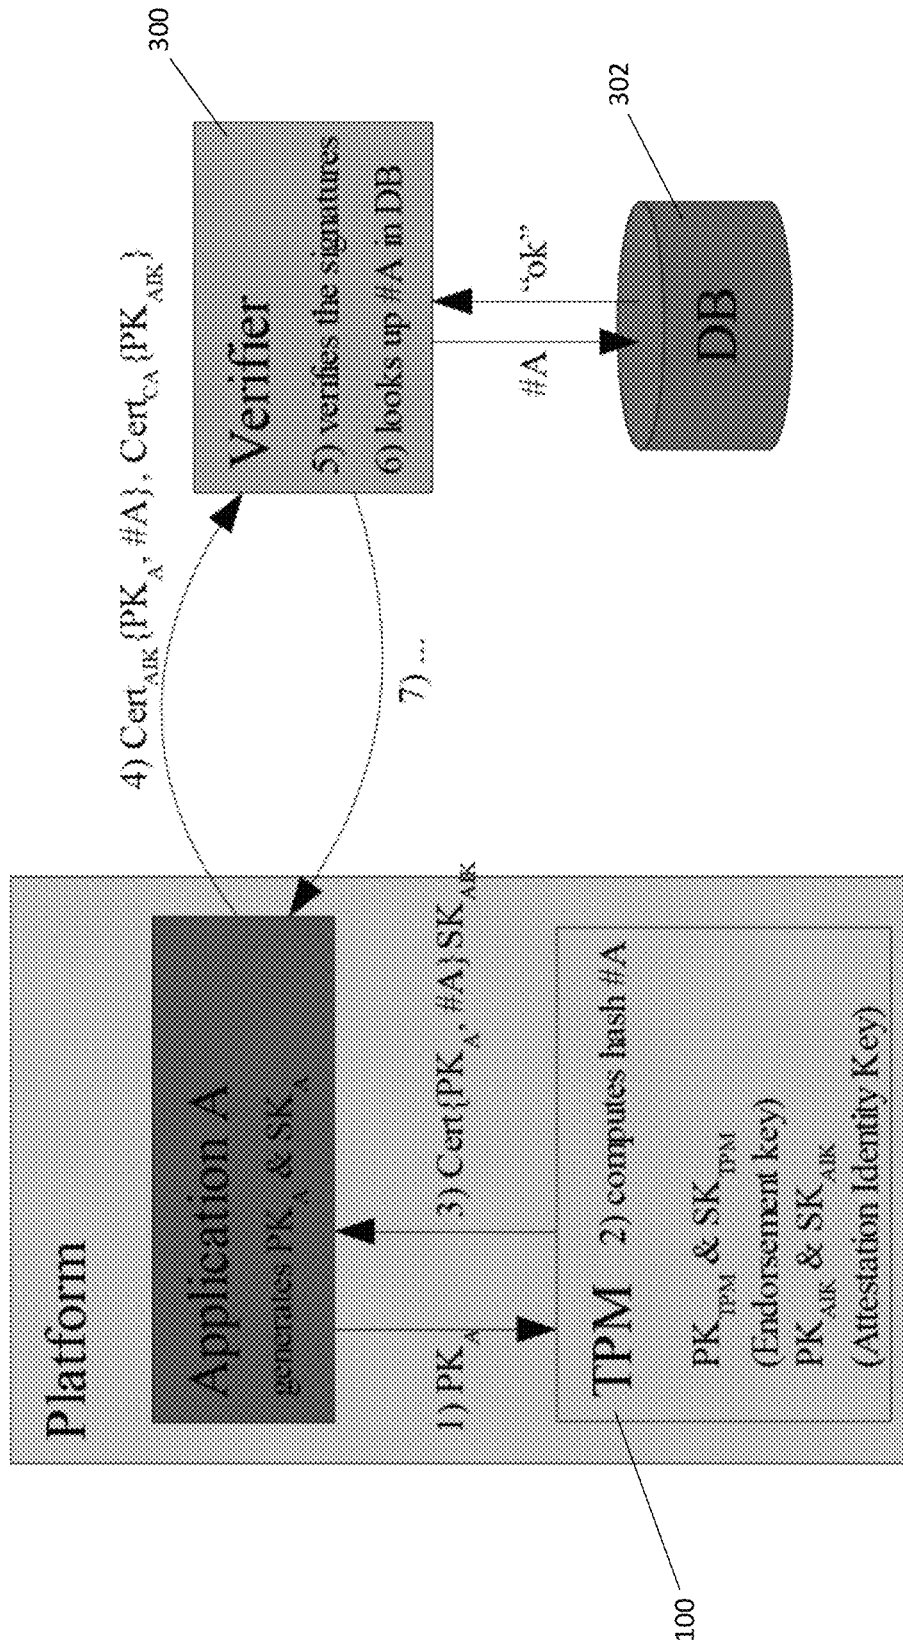 Platform
Application A
generates PK_A & SK_A
1) PK_A
3) Cert{PK_A, #A}SK_AIK
TPM 2) computes hash #A
PK_TPM & SK_TPM
(Endorsement key)
PK_AIK & SK_AIK
(Attestation Identity Key)
100
4) Cert_AIK{PK_A, #A}, Cert_CA{PK_AIK}
7) ...
Verifier
5) verifies the signatures
6) looks up #A in DB
300
#A
“ok”
DB
302